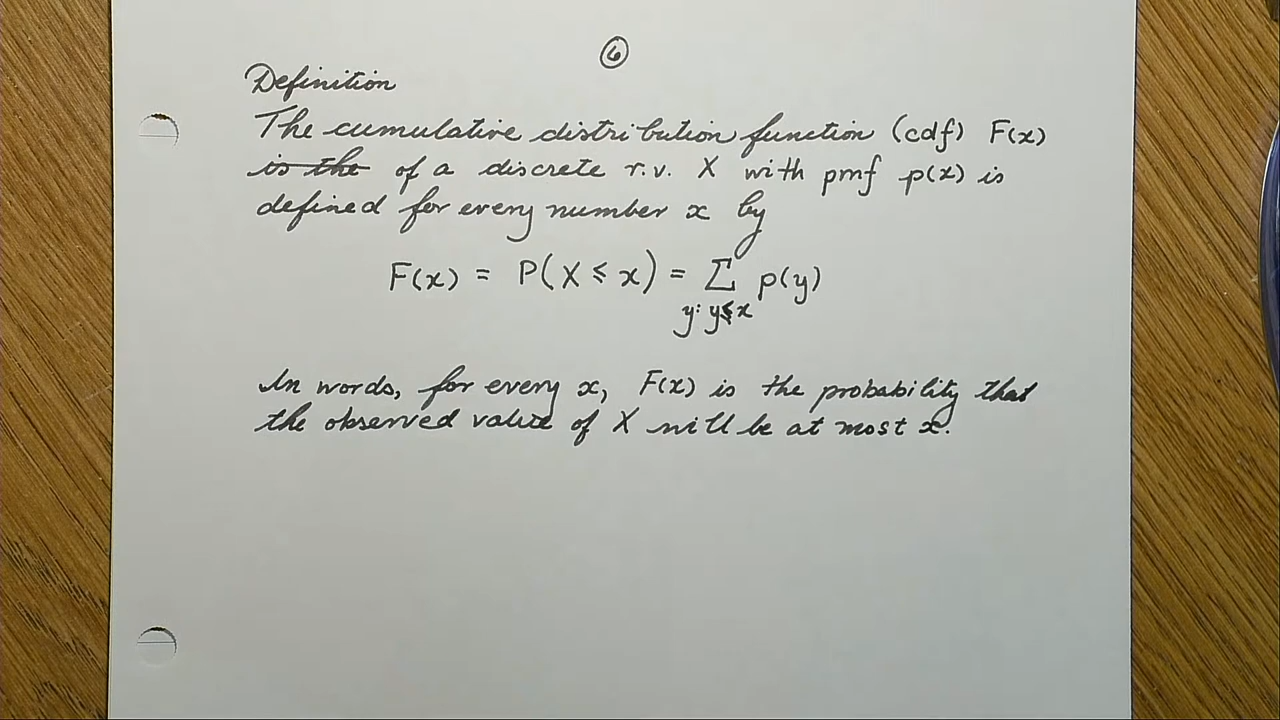 6
Definition
The cumulative distribution function (cdf) F(x)
is the of a discrete r.v. X with pmf p(x) is
defined for every number x by
F(x) = P(X ≤ x) = Σ p(y)
y: y≤x
In words, for every x, F(x) is the probability that
the observed value of X will be at most x.